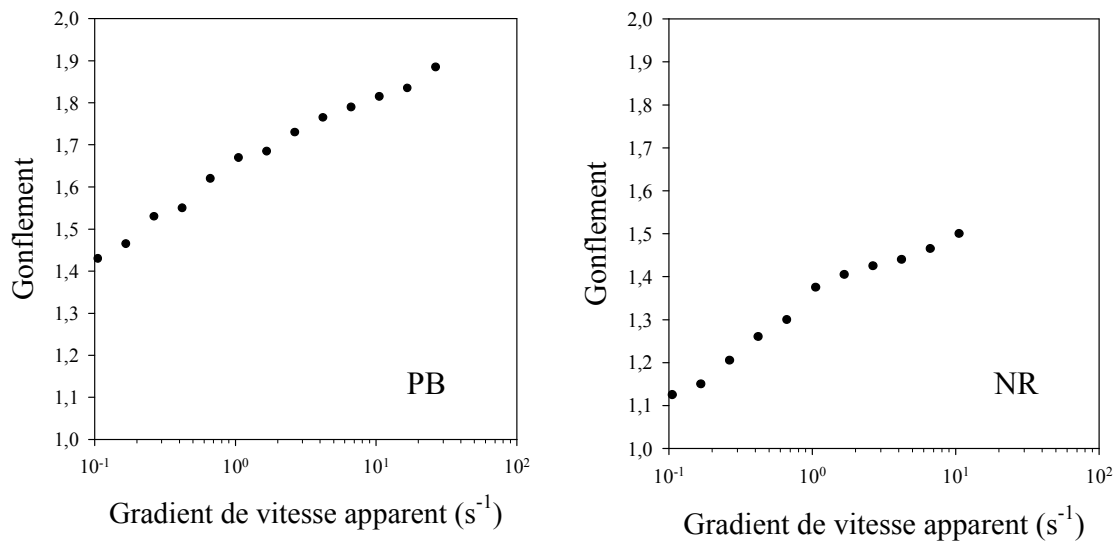 2,0
1,9
1,8
1,7
1,6
1,5
1,4
1,3
1,2
1,1
1,0
Gonflement
PB
10-1 100 101 102
Gradient de vitesse apparent (s-1)
2,0
1,9
1,8
1,7
1,6
1,5
1,4
1,3
1,2
1,1
1,0
Gonflement
NR
10-1 100 101 102
Gradient de vitesse apparent (s-1)